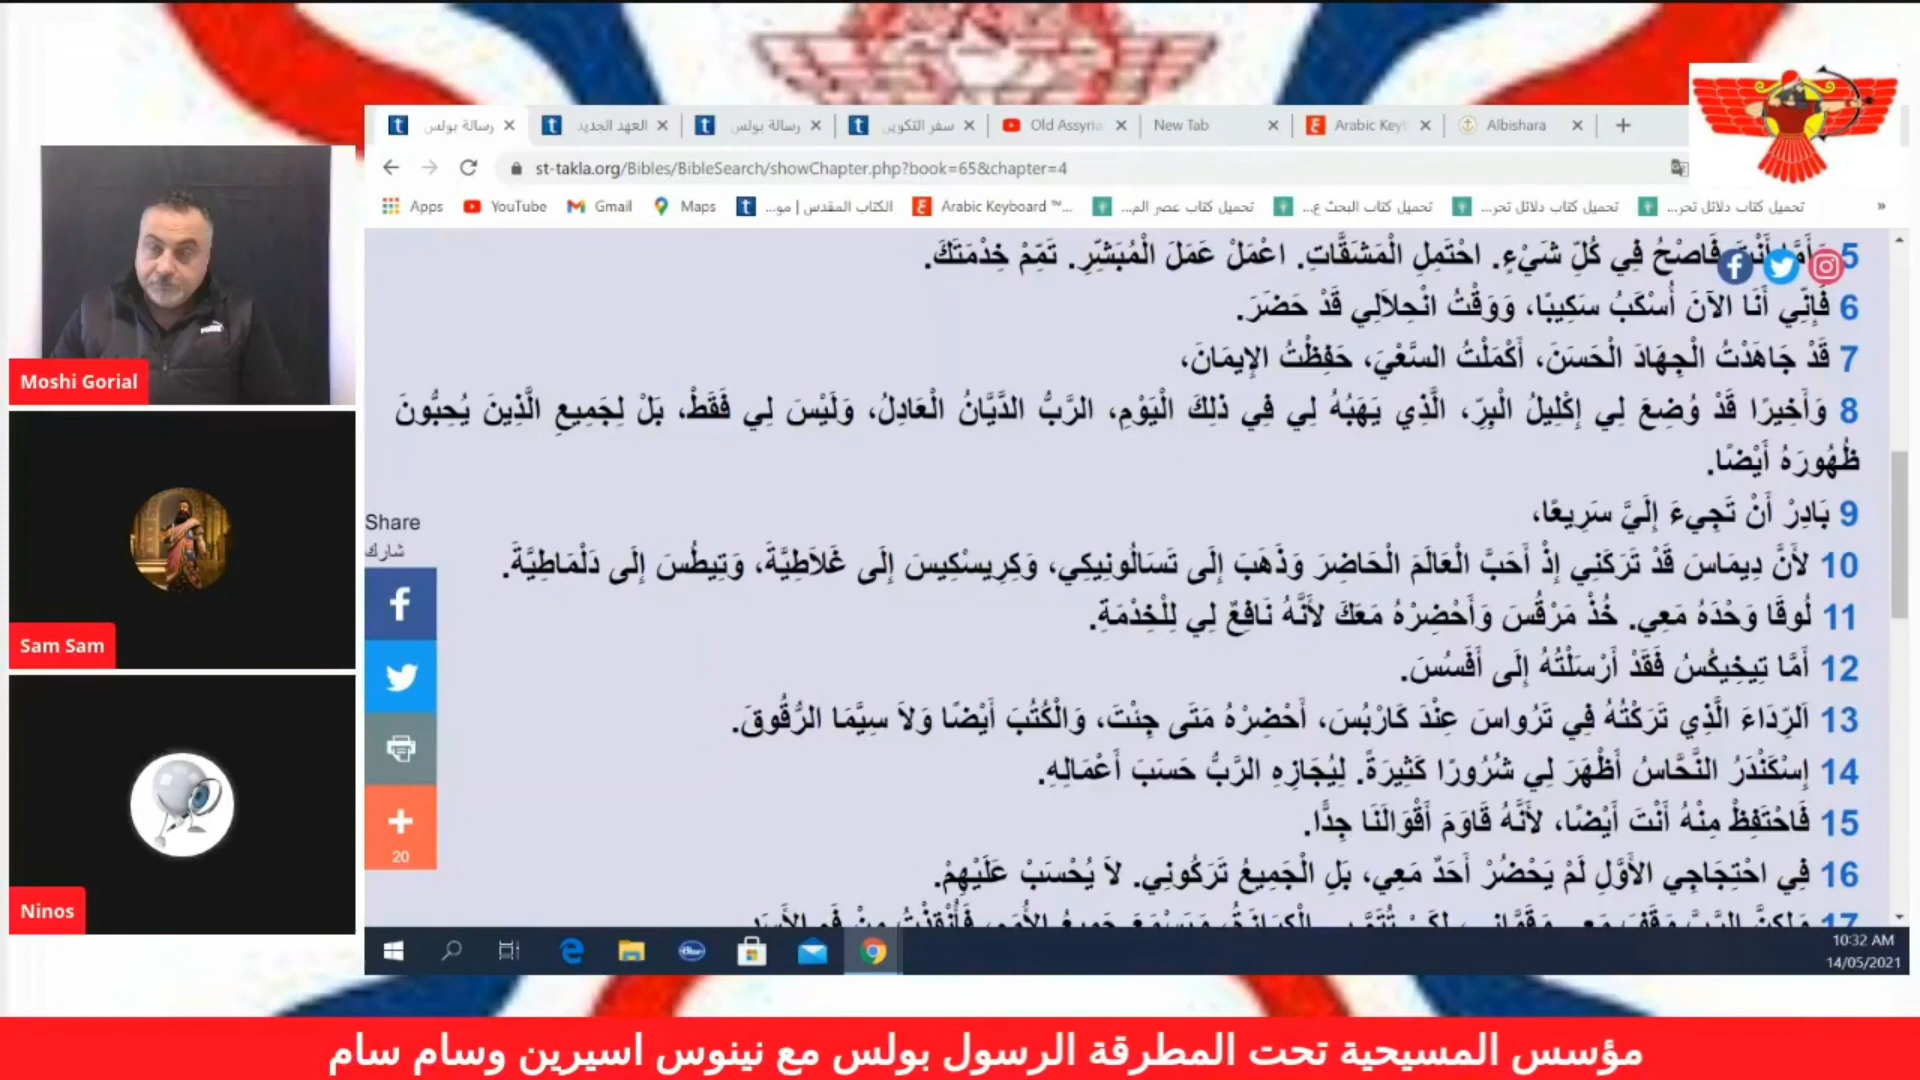 رسالة بولس
العهد الجديد
رسالة بولس
سفر التكوين
Old Assyria
New Tab
Arabic Key
Albishara
st-takla.org/Bibles/BibleSearch/showChapter.php?book=65&chapter=4
Apps
YouTube
Gmail
Maps
الكتاب المقدس | مو...
Arabic Keyboard ™...
تحميل كتاب عصر الم...
تحميل كتاب البحث ع...
تحميل كتاب دلائل تحر...
تحميل كتاب دلائل تحر...
5 وَأَمَّا أَنْتَ فَاصْحُ فِي كُلِّ شَيْءٍ. احْتَمِلِ الْمَشَقَّاتِ. اعْمَلْ عَمَلَ الْمُبَشِّرِ. تَمِّمْ خِدْمَتَكَ.
6 فَإِنِّي أَنَا الآنَ أُسْكَبُ سَكِيبًا، وَوَقْتُ انْحِلاَلِي قَدْ حَضَرَ.
7 قَدْ جَاهَدْتُ الْجِهَادَ الْحَسَنَ، أَكْمَلْتُ السَّعْيَ، حَفِظْتُ الإِيمَانَ،
8 وَأَخِيرًا قَدْ وُضِعَ لِي إِكْلِيلُ الْبِرِّ، الَّذِي يَهَبُهُ لِي فِي ذلِكَ الْيَوْمِ، الرَّبُّ الدَّيَّانُ الْعَادِلُ، وَلَيْسَ لِي فَقَطْ، بَلْ لِجَمِيعِ الَّذِينَ يُحِبُّونَ
ظُهُورَهُ أَيْضًا.
9 بَادِرْ أَنْ تَجِيءَ إِلَيَّ سَرِيعًا،
10 لأَنَّ دِيمَاسَ قَدْ تَرَكَنِي إِذْ أَحَبَّ الْعَالَمَ الْحَاضِرَ وَذَهَبَ إِلَى تَسَالُونِيكِي، وَكِرِيسْكِيسَ إِلَى غَلاَطِيَّةَ، وَتِيطُسَ إِلَى دَلْمَاطِيَّةَ.
11 لُوقَا وَحْدَهُ مَعِي. خُذْ مَرْقُسَ وَأَحْضِرْهُ مَعَكَ لأَنَّهُ نَافِعٌ لِي لِلْخِدْمَةِ.
12 أَمَّا تِيخِيكُسُ فَقَدْ أَرْسَلْتُهُ إِلَى أَفَسُسَ.
13 اَلرِّدَاءَ الَّذِي تَرَكْتُهُ فِي تَرُواسَ عِنْدَ كَارْبُسَ، أَحْضِرْهُ مَتَى جِئْتَ، وَالْكُتُبَ أَيْضًا وَلاَ سِيَّمَا الرُّقُوقَ.
14 إِسْكَنْدَرُ النَّحَّاسُ أَظْهَرَ لِي شُرُورًا كَثِيرَةً. لِيُجَازِهِ الرَّبُّ حَسَبَ أَعْمَالِهِ.
15 فَاحْتَفِظْ مِنْهُ أَنْتَ أَيْضًا، لأَنَّهُ قَاوَمَ أَقْوَالَنَا جِدًّا.
16 فِي احْتِجَاجِي الأَوَّلِ لَمْ يَحْضُرْ أَحَدٌ مَعِي، بَلِ الْجَمِيعُ تَرَكُونِي. لاَ يُحْسَبْ عَلَيْهِمْ.
Share
شارك
20
Moshi Gorial
Sam Sam
Ninos
10:32 AM
14/05/2021
مؤسس المسيحية تحت المطرقة الرسول بولس مع نينوس اسيرين وسام سام